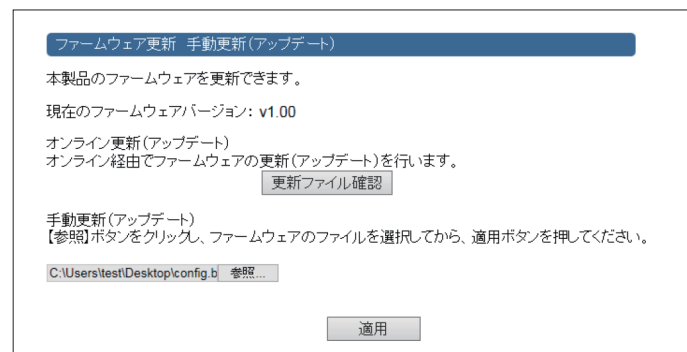 ファームウェア更新 手動更新(アップデート)
本製品のファームウェアを更新できます。
現在のファームウェアバージョン: v1.00
オンライン更新(アップデート)
オンライン経由でファームウェアの更新(アップデート)を行います。
更新ファイル確認
手動更新(アップデート)
【参照】ボタンをクリックし、ファームウェアのファイルを選択してから、適用ボタンを押してください。
C:\Users\test\Desktop\config.b 参照...
適用